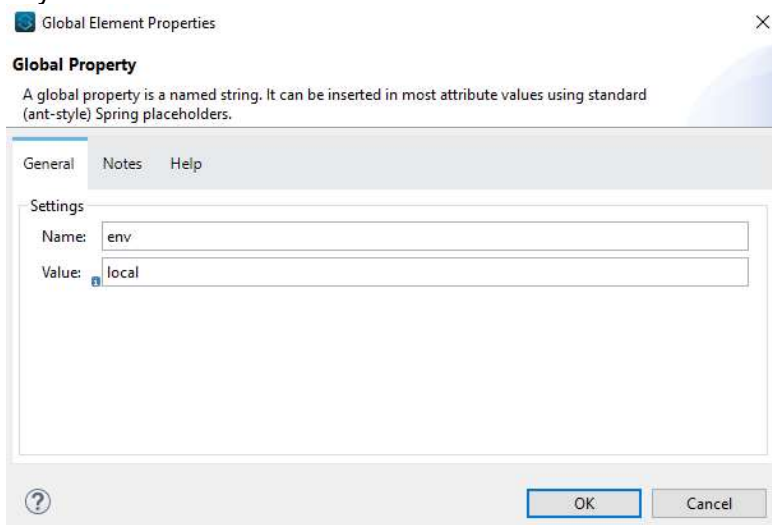 Global Element Properties
Global Property
A global property is a named string. It can be inserted in most attribute values using standard
(ant-style) Spring placeholders.
General Notes Help
Settings
Name: env
Value: local
OK Cancel